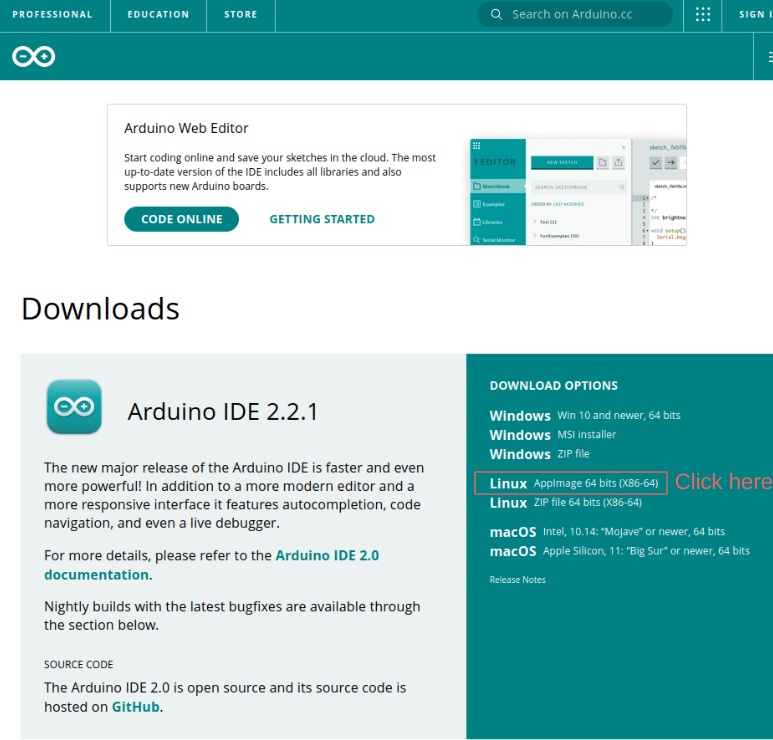 PROFESSIONAL EDUCATION STORE Search on Arduino.cc SIGN I
Arduino Web Editor
Start coding online and save your sketches in the cloud. The most
up-to-date version of the IDE includes all libraries and also
supports new Arduino boards.
CODE ONLINE GETTING STARTED
EDITOR
Sketchbook
Examples
Libraries
Serial Monitor
NEW SKETCH
SEARCH SKETCHBOOK
ORDER BY LAST MODIFIED
Test (2)
YunExamples (10)
sketch_feb19a
sketch_feb19a.in
1 /*
2
3 */
4 int brightne
5
6 void setup()
7 Serial.beg
8 }
Downloads
Arduino IDE 2.2.1
The new major release of the Arduino IDE is faster and even
more powerful! In addition to a more modern editor and a
more responsive interface it features autocompletion, code
navigation, and even a live debugger.
For more details, please refer to the Arduino IDE 2.0
documentation.
Nightly builds with the latest bugfixes are available through
the section below.
SOURCE CODE
The Arduino IDE 2.0 is open source and its source code is
hosted on GitHub.
DOWNLOAD OPTIONS
Windows Win 10 and newer, 64 bits
Windows MSI installer
Windows ZIP file
Linux AppImage 64 bits (X86-64) Click here
Linux ZIP file 64 bits (X86-64)
macOS Intel, 10.14: “Mojave” or newer, 64 bits
macOS Apple Silicon, 11: “Big Sur” or newer, 64 bits
Release Notes